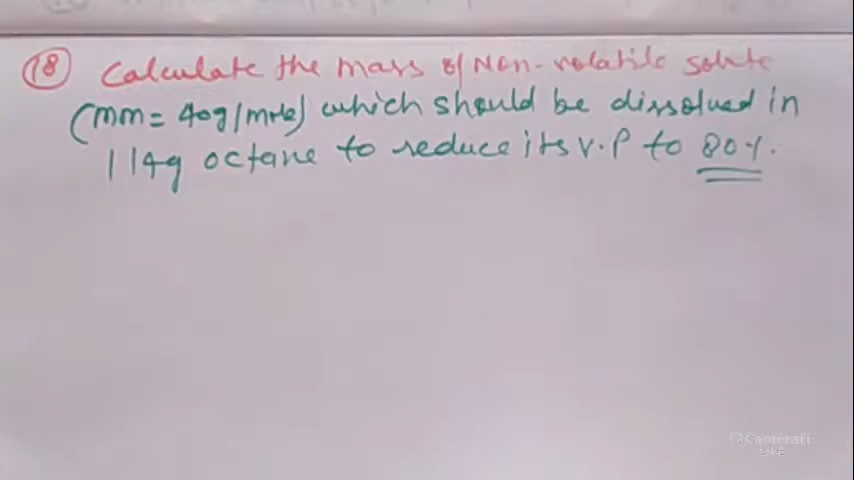 18 Calculate the mass of Non-volatile solute
(mm = 40g/mole) which should be dissolved in
114g octane to reduce its V.P to 80%.